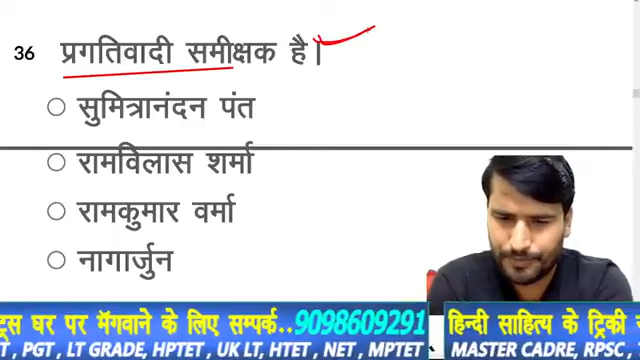 36 प्रगतिवादी समीक्षक है|
सुमित्रानंदन पंत
रामविलास शर्मा
रामकुमार वर्मा
नागार्जुन
ट्स घर पर मॅगवाने के लिए सम्पर्क..9098609291 हिन्दी साहित्य के ट्रिकी
T , PGT , LT GRADE, HPTET , UK LT, HTET , NET , MPTET MASTER CADRE, RPSC